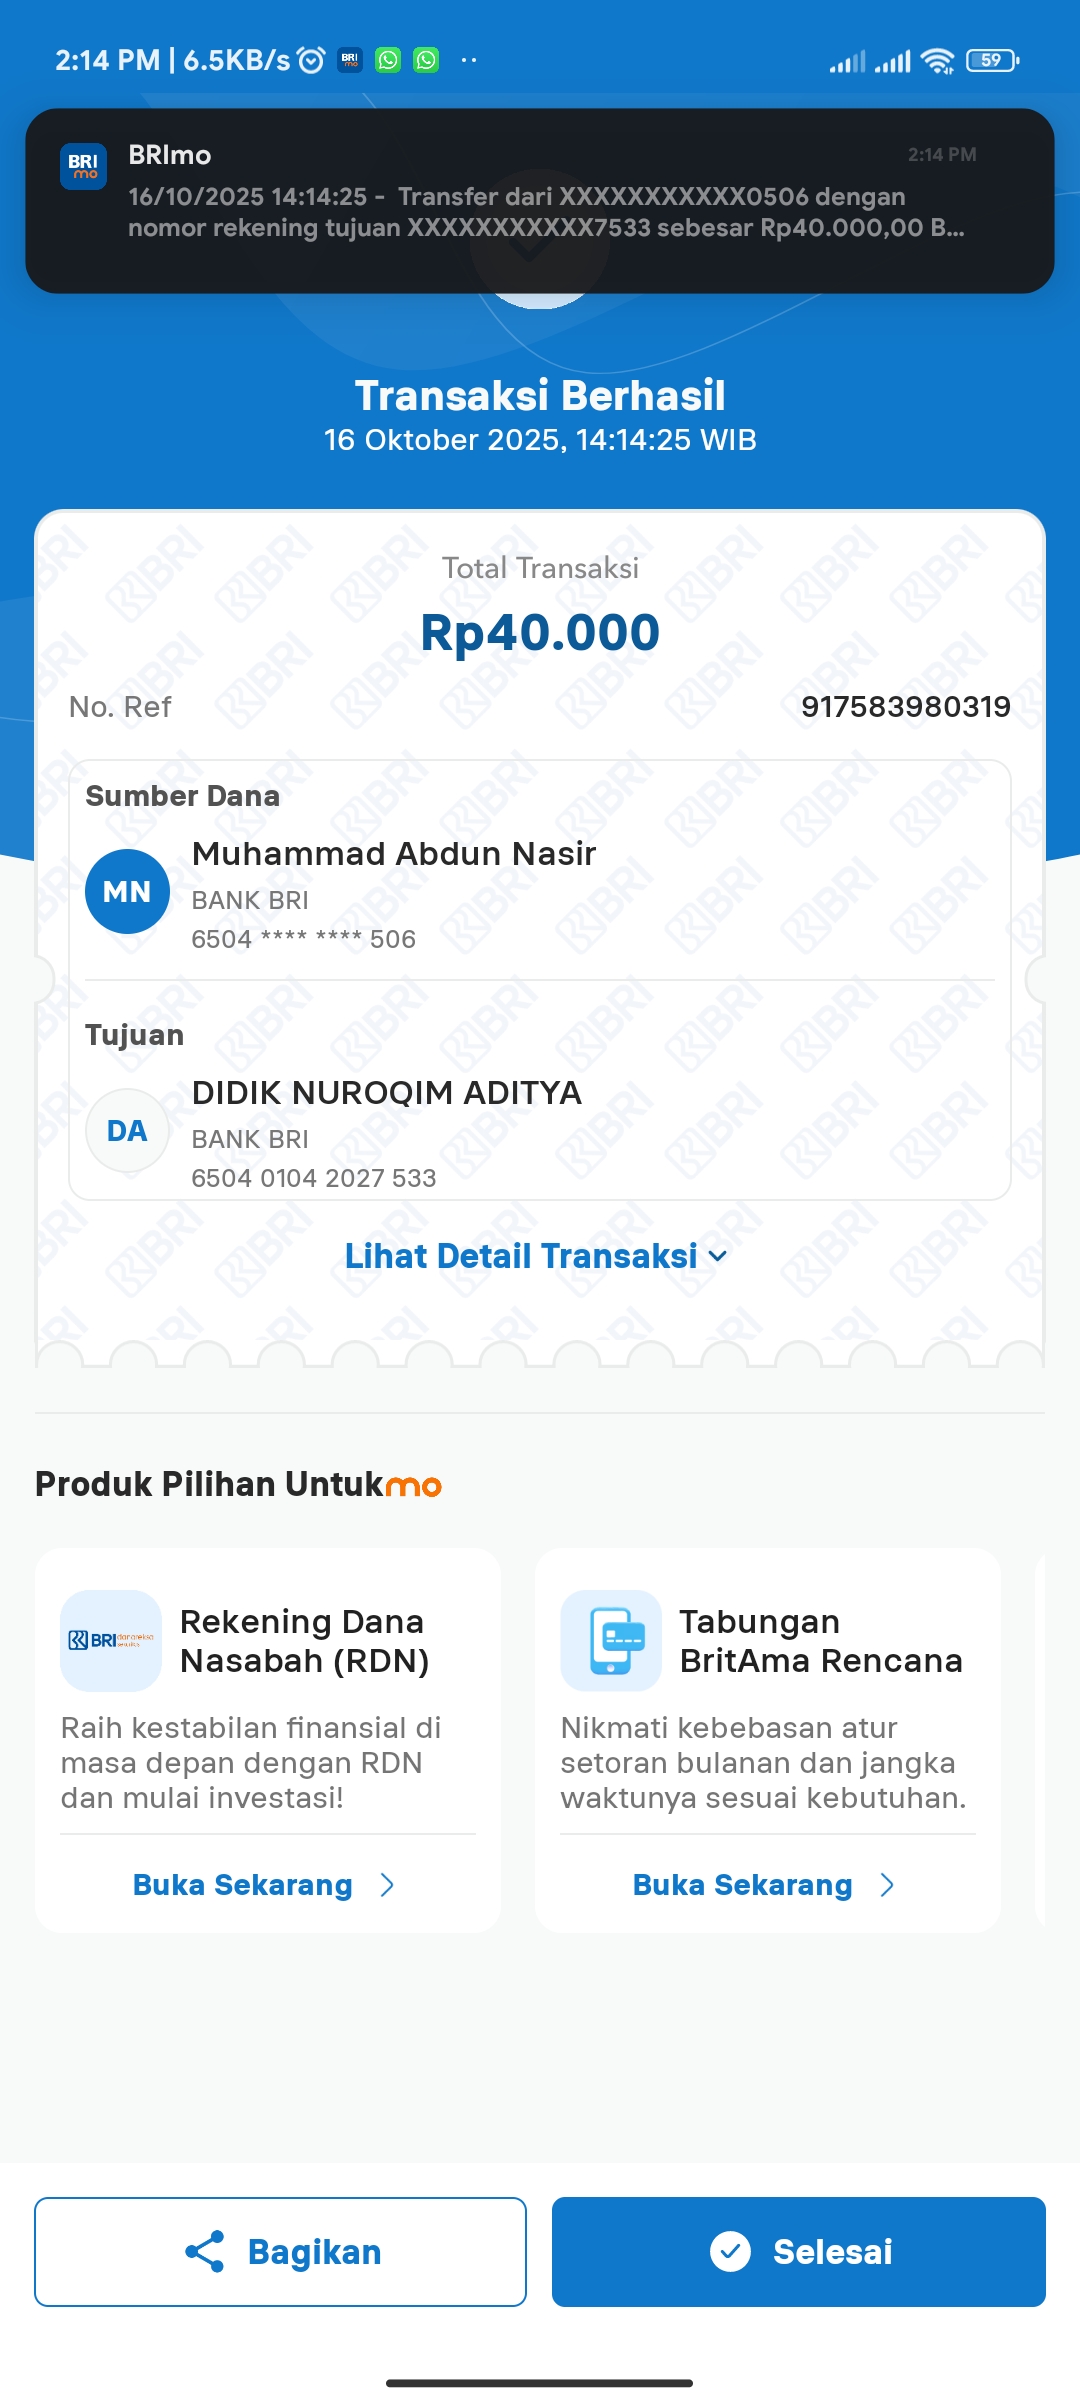 2:14 PM | 6.5KB/s
59
BRI mo
BRImo
2:14 PM
16/10/2025 14:14:25 - Transfer dari XXXXXXXXXXX0506 dengan
nomor rekening tujuan XXXXXXXXXXX7533 sebesar Rp40.000,00 B...
Transaksi Berhasil
16 Oktober 2025, 14:14:25 WIB
Total Transaksi
Rp40.000
No. Ref
917583980319
Sumber Dana
MN
Muhammad Abdun Nasir
BANK BRI
6504 **** **** 506
Tujuan
DA
DIDIK NUROQIM ADITYA
BANK BRI
6504 0104 2027 533
Lihat Detail Transaksi
Produk Pilihan Untukmo
BRI danareksa sekuritas
Rekening Dana
Nasabah (RDN)
Raih kestabilan finansial di
masa depan dengan RDN
dan mulai investasi!
Buka Sekarang
Tabungan
BritAma Rencana
Nikmati kebebasan atur
setoran bulanan dan jangka
waktunya sesuai kebutuhan.
Buka Sekarang
Bagikan
Selesai